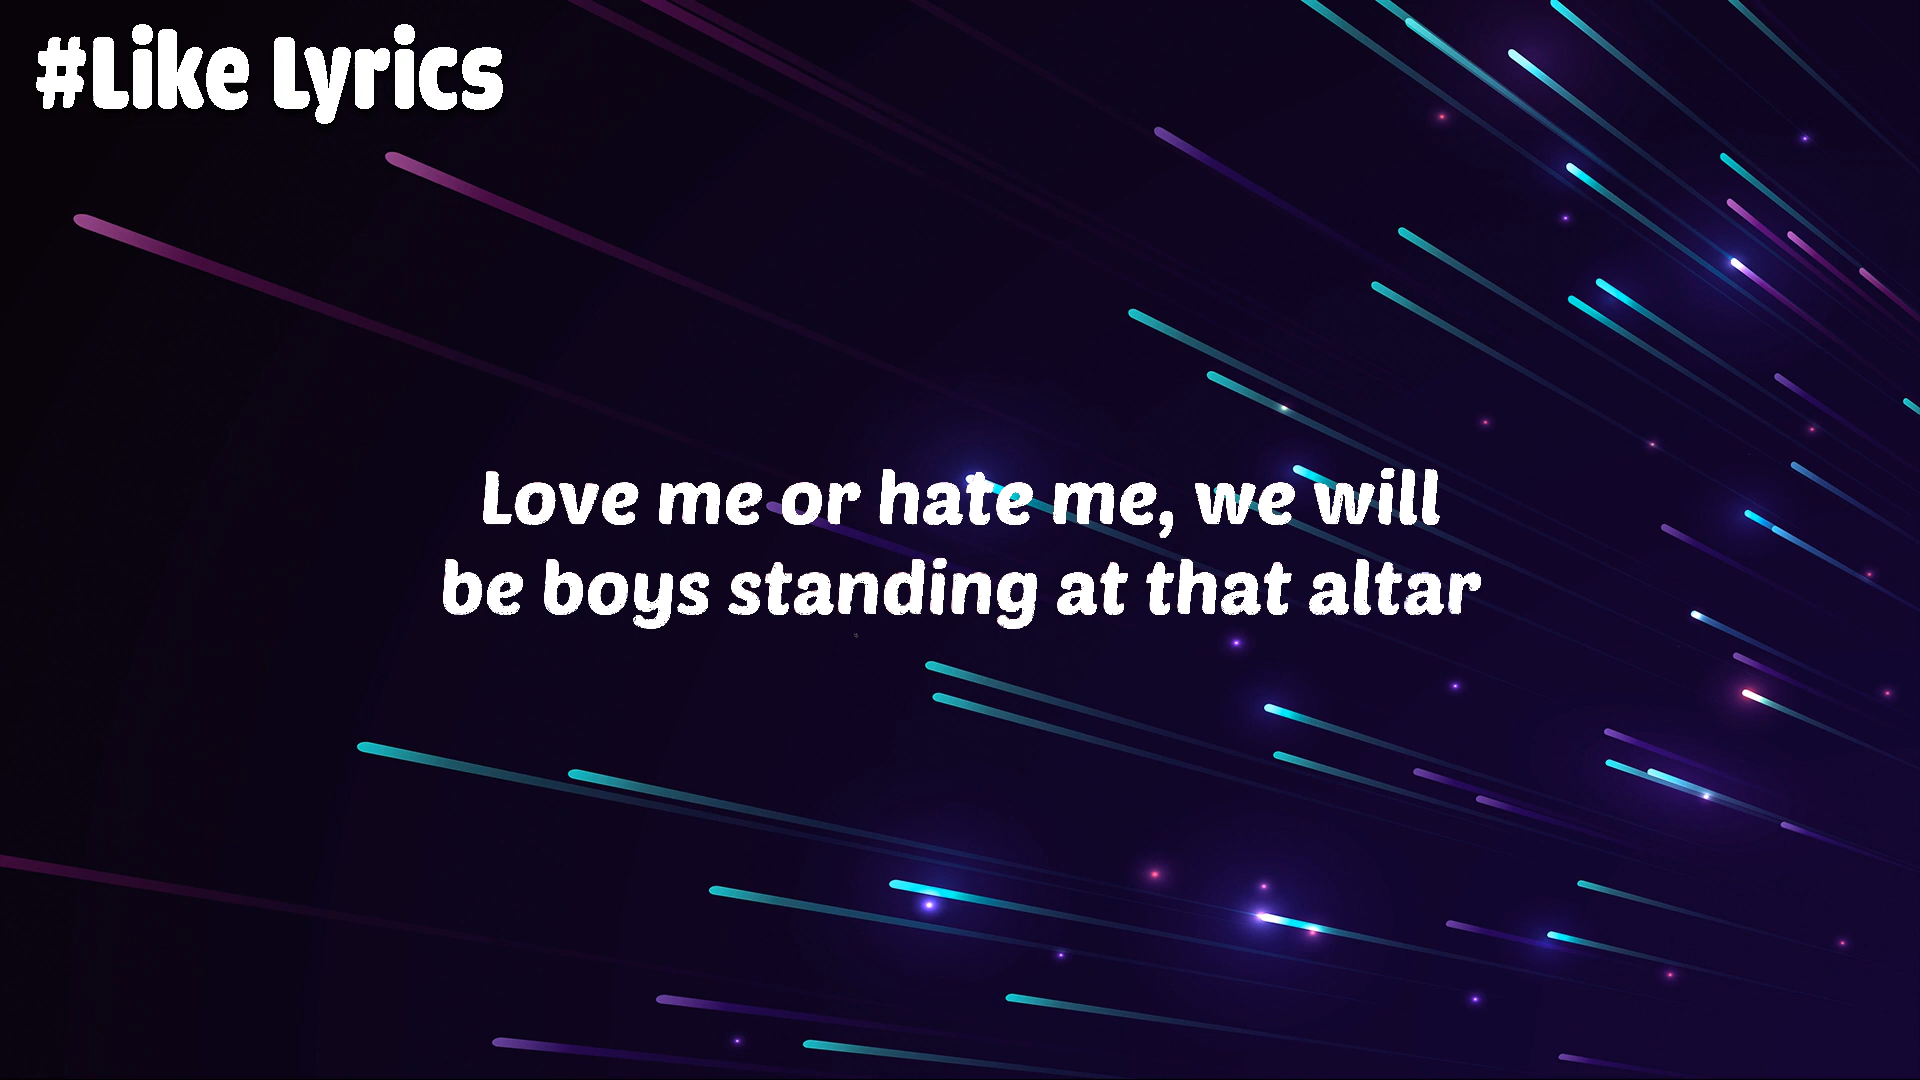 #Like Lyrics
Love me or hate me, we will
be boys standing at that altar